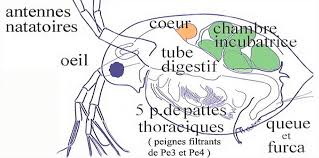 antennes
natatoires
coeur
chambre
incubatrice
oeil
tube
digestif
5 p.de pattes
thoraciques
( peignes filtrants
de Pe3 et Pe4 )
queue
et
furca